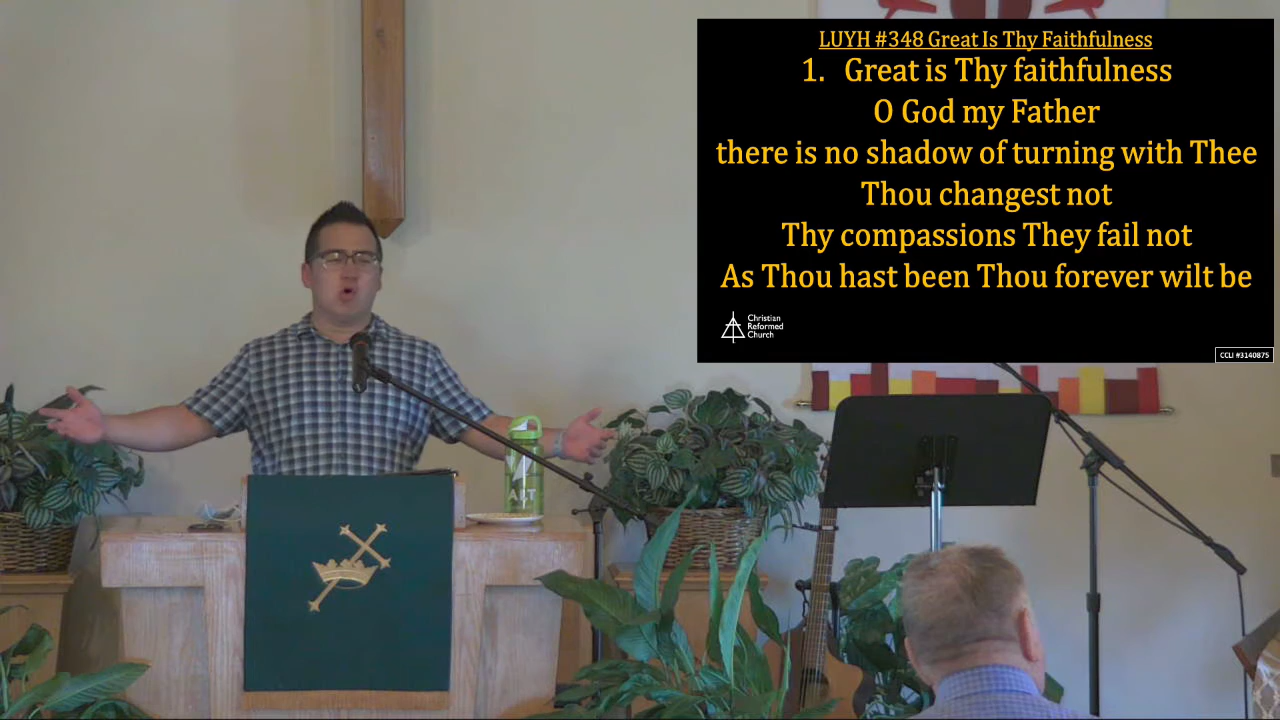 LUYH #348 Great Is Thy Faithfulness
1. Great is Thy faithfulness
O God my Father
there is no shadow of turning with Thee
Thou changest not
Thy compassions They fail not
As Thou hast been Thou forever wilt be
Christian
Reformed
Church
CCLI #3140875